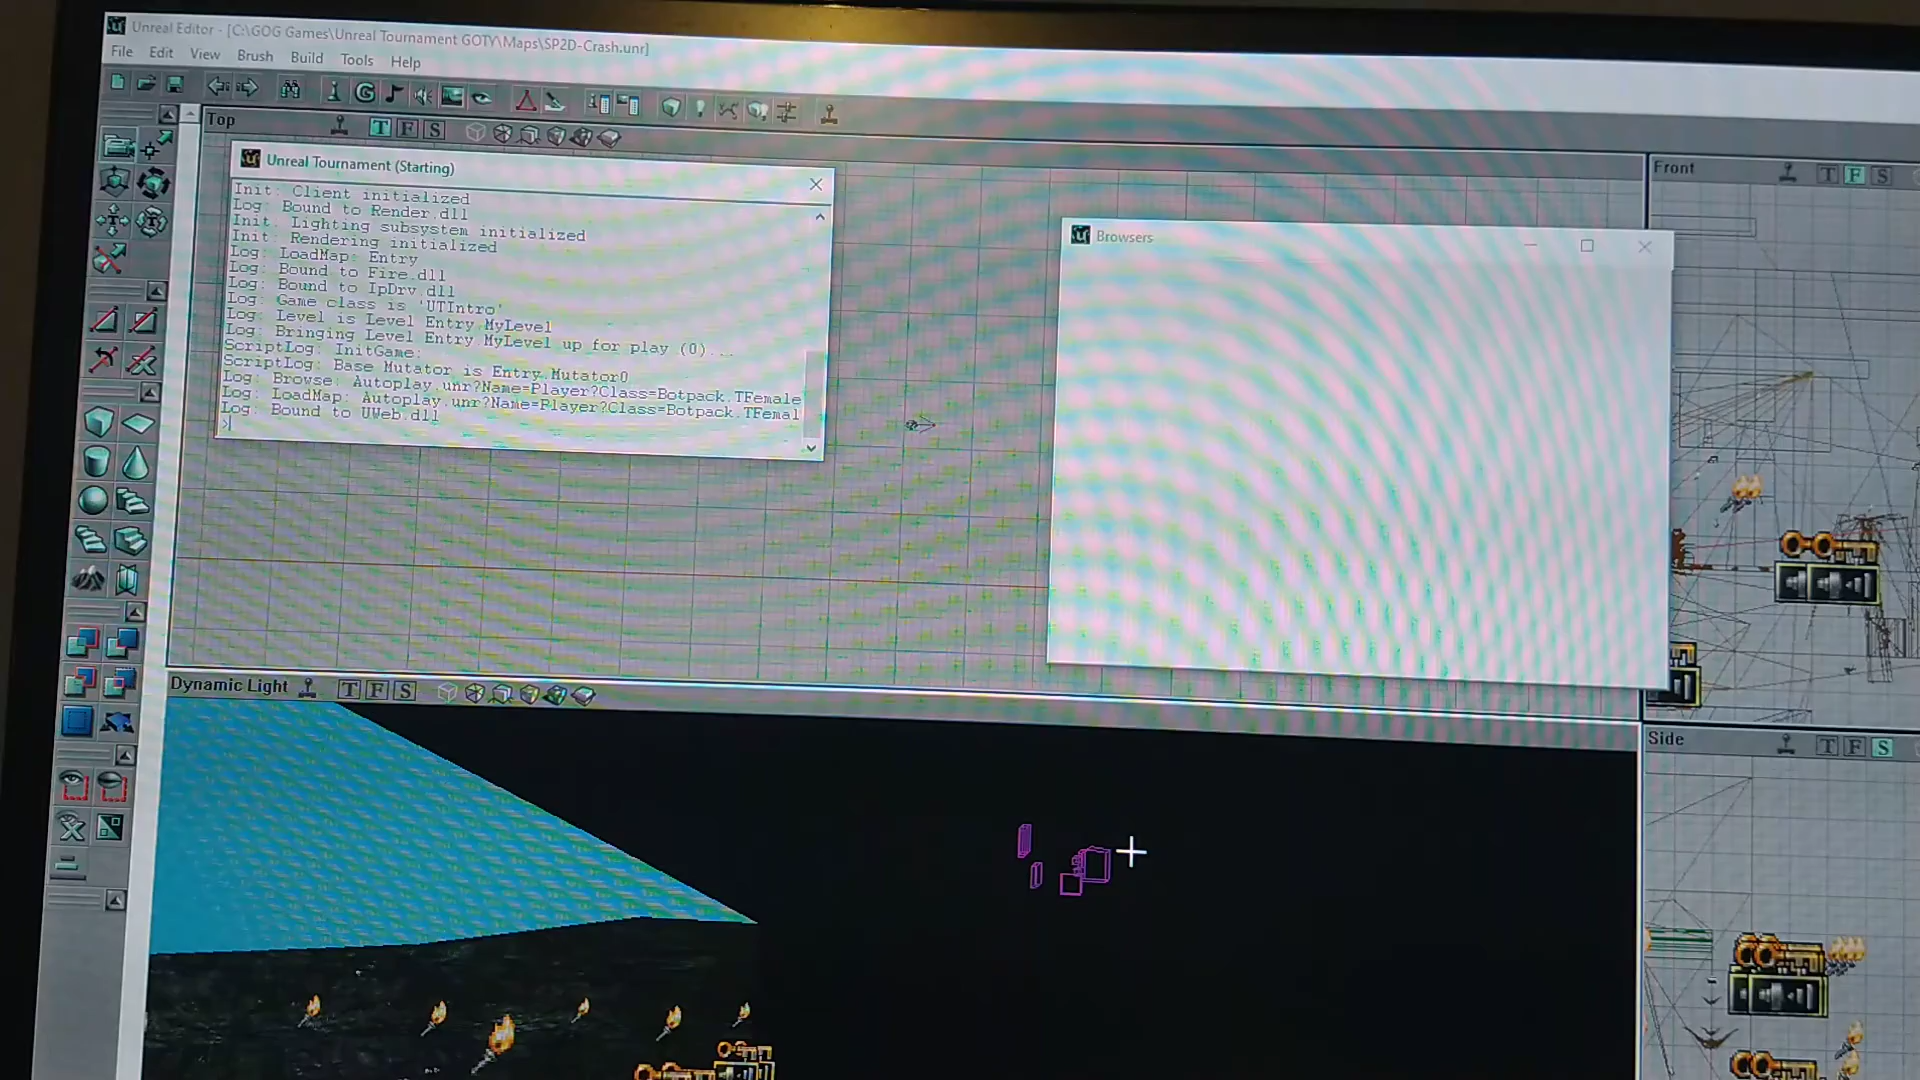 Unreal Editor - [C:\GOG Games\Unreal Tournament GOTY\Maps\SP2D-Crash.unr]
File Edit View Brush Build Tools Help
Top
T F S
Unreal Tournament (Starting)
Init: Client initialized
Log: Bound to Render.dll
Init: Lighting subsystem initialized
Init: Rendering initialized
Log: LoadMap: Entry
Log: Bound to Fire.dll
Log: Bound to IpDrv.dll
Log: Game class is 'UTIntro'
Log: Level is Level Entry.MyLevel
Log: Bringing Level Entry.MyLevel up for play (0)...
ScriptLog: InitGame:
ScriptLog: Base Mutator is Entry.Mutator0
Log: Browse: Autoplay.unr?Name=Player?Class=Botpack.TFemale
Log: LoadMap: Autoplay.unr?Name=Player?Class=Botpack.TFemal
Log: Bound to UWeb.dll
>
Browsers
Front
T F S
Dynamic Light
T F S
Side
T F S